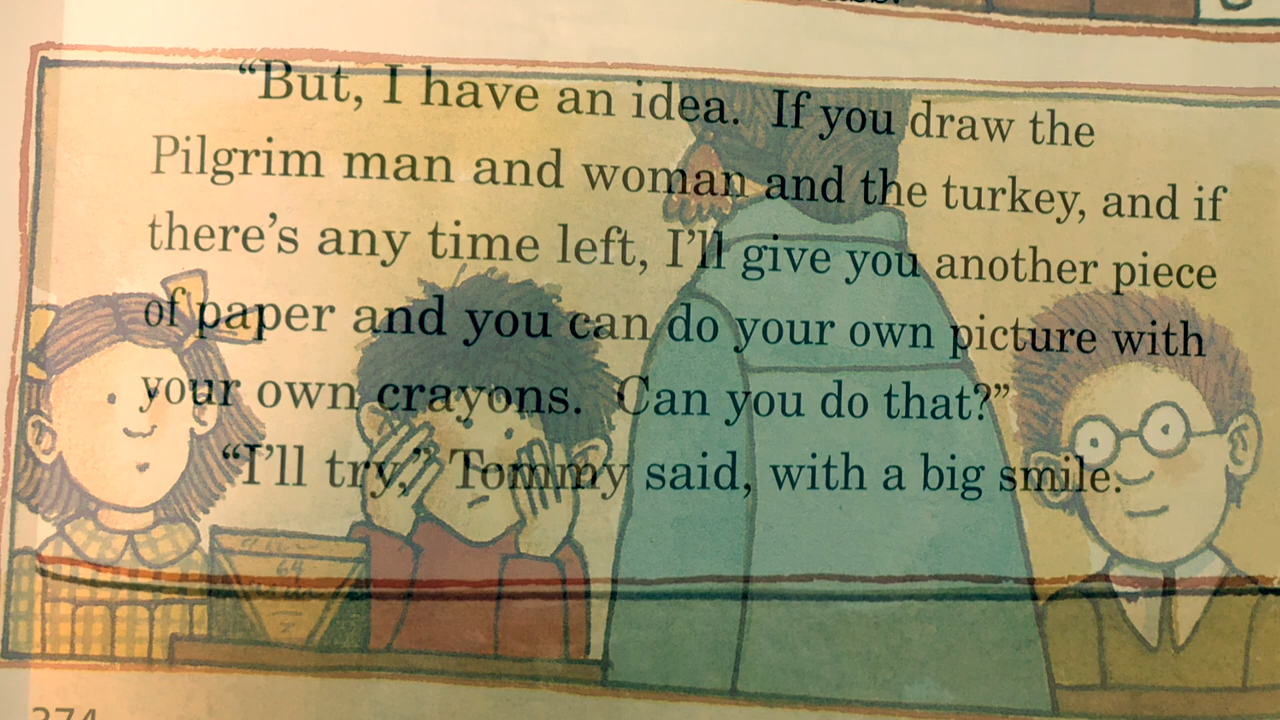 “But, I have an idea.  If you draw the
Pilgrim man and woman and the turkey, and if
there’s any time left, I’ll give you another piece
of paper and you can do your own picture with
your own crayons.  Can you do that?”
“I’ll try,” Tommy said, with a big smile.
64